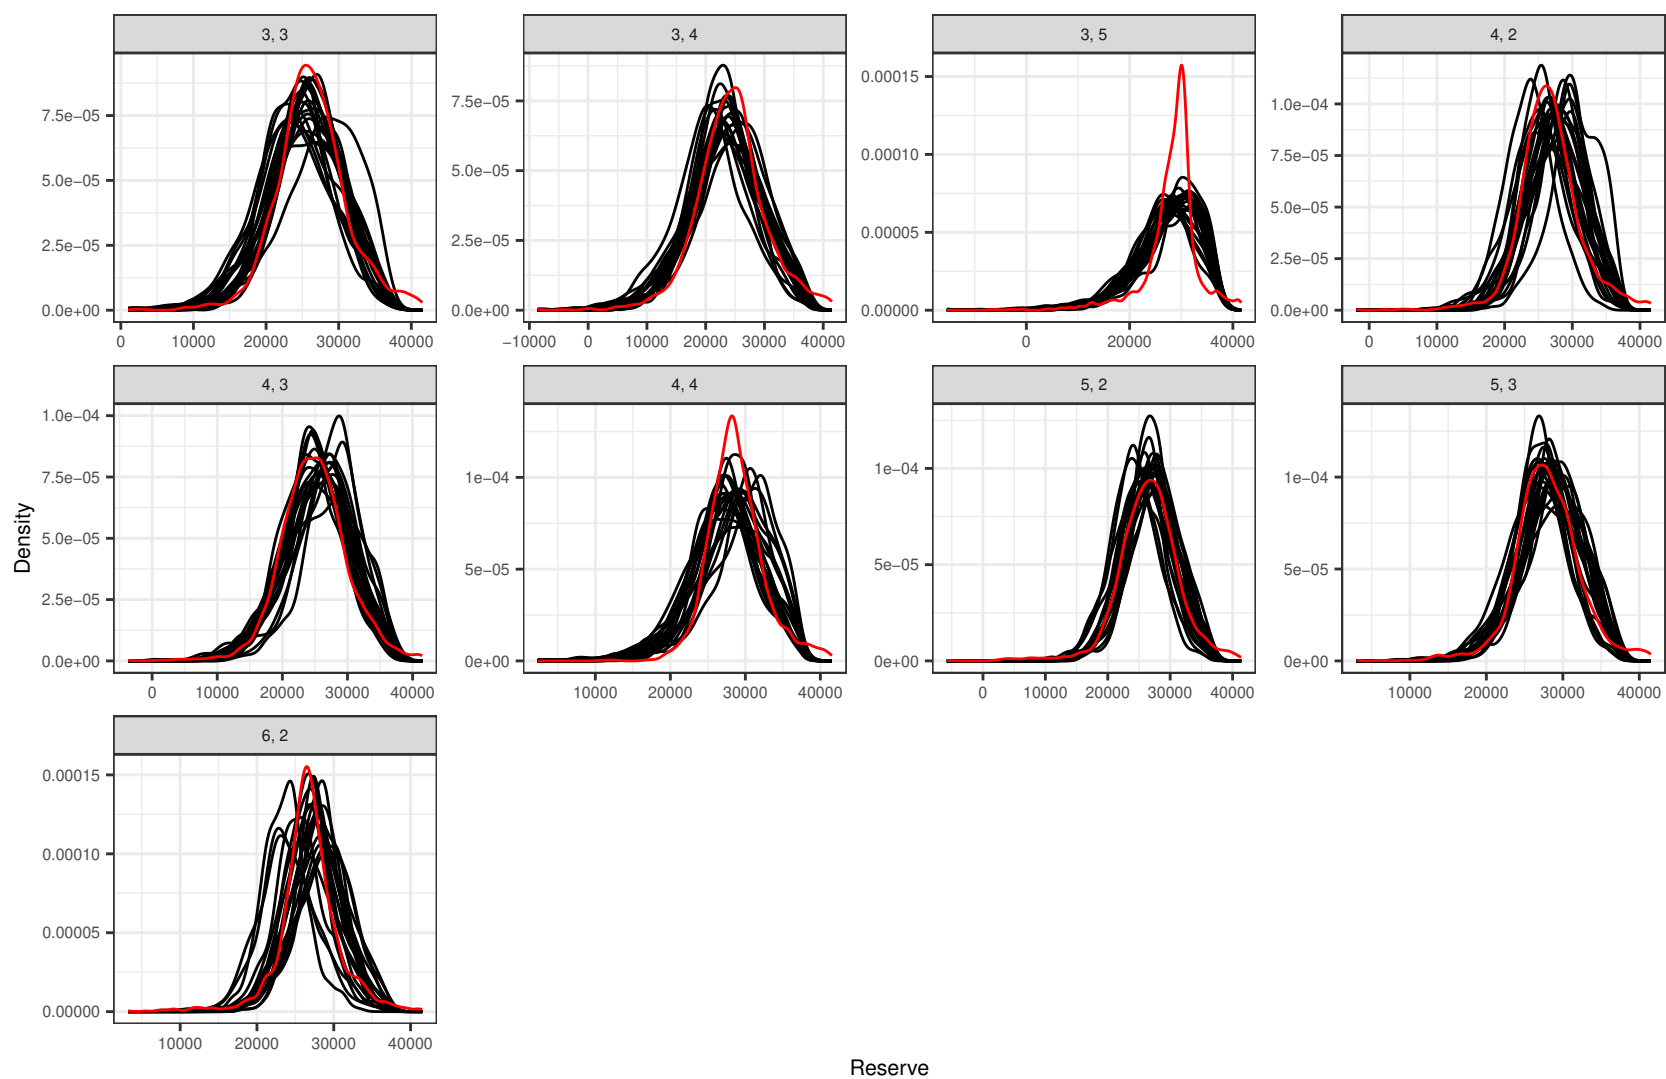 3, 3
3, 4
3, 5
4, 2
7.5e−05
5.0e−05
2.5e−05
0.0e+00
0 10000 20000 30000 40000
7.5e−05
5.0e−05
2.5e−05
0.0e+00
−10000 0 10000 20000 30000 40000
0.00015
0.00010
0.00005
0.00000
0 20000 40000
1.0e−04
7.5e−05
5.0e−05
2.5e−05
0.0e+00
0 10000 20000 30000 40000
4, 3
4, 4
5, 2
5, 3
1.0e−04
7.5e−05
5.0e−05
2.5e−05
0.0e+00
0 10000 20000 30000 40000
1e−04
5e−05
0e+00
10000 20000 30000 40000
1e−04
5e−05
0e+00
0 10000 20000 30000 40000
1e−04
5e−05
0e+00
10000 20000 30000 40000
Density
6, 2
0.00015
0.00010
0.00005
0.00000
10000 20000 30000 40000
Reserve